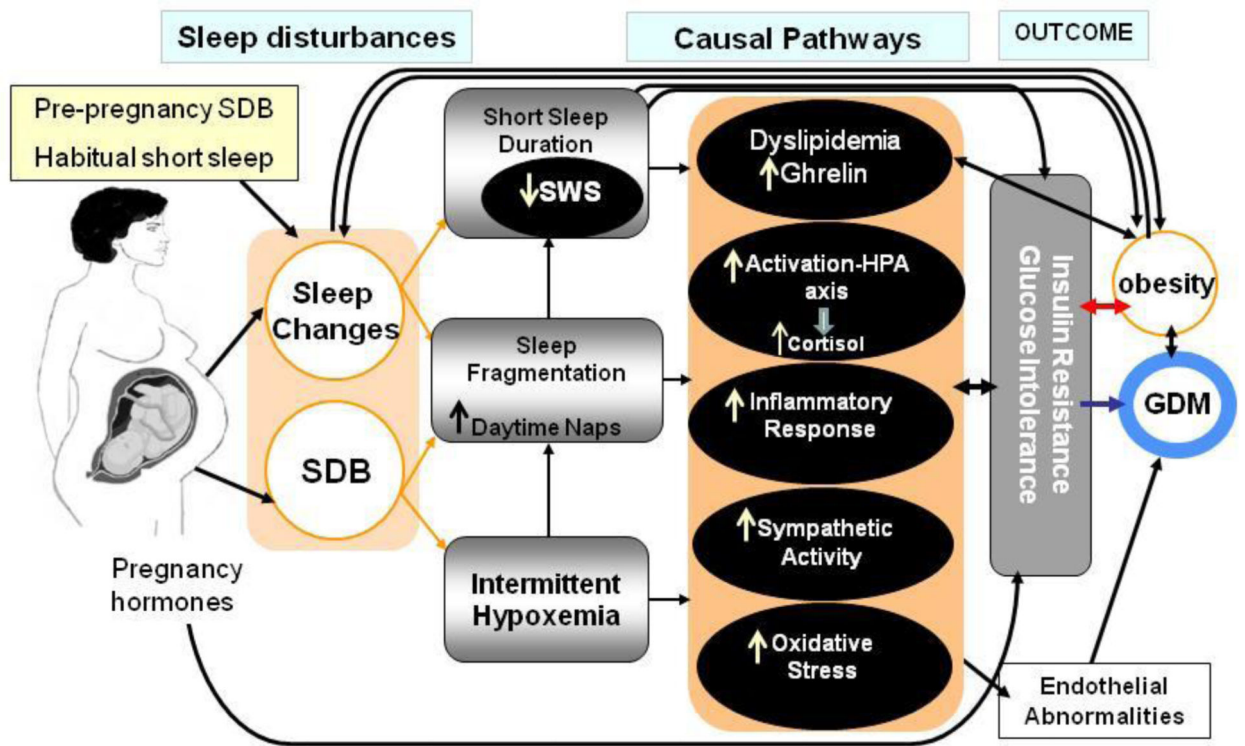 Sleep disturbances
Causal Pathways
OUTCOME
Pre-pregnancy SDB
Habitual short sleep
Short Sleep
Duration
↓SWS
Dyslipidemia
↑Ghrelin
Sleep
Changes
↑Activation-HPA
axis
↑Cortisol
Insulin Resistance
Glucose Intolerance
obesity
Sleep
Fragmentation
↑Daytime Naps
↑Inflammatory
Response
GDM
SDB
↑Sympathetic
Activity
Pregnancy
hormones
Intermittent
Hypoxemia
↑Oxidative
Stress
Endothelial
Abnormalities